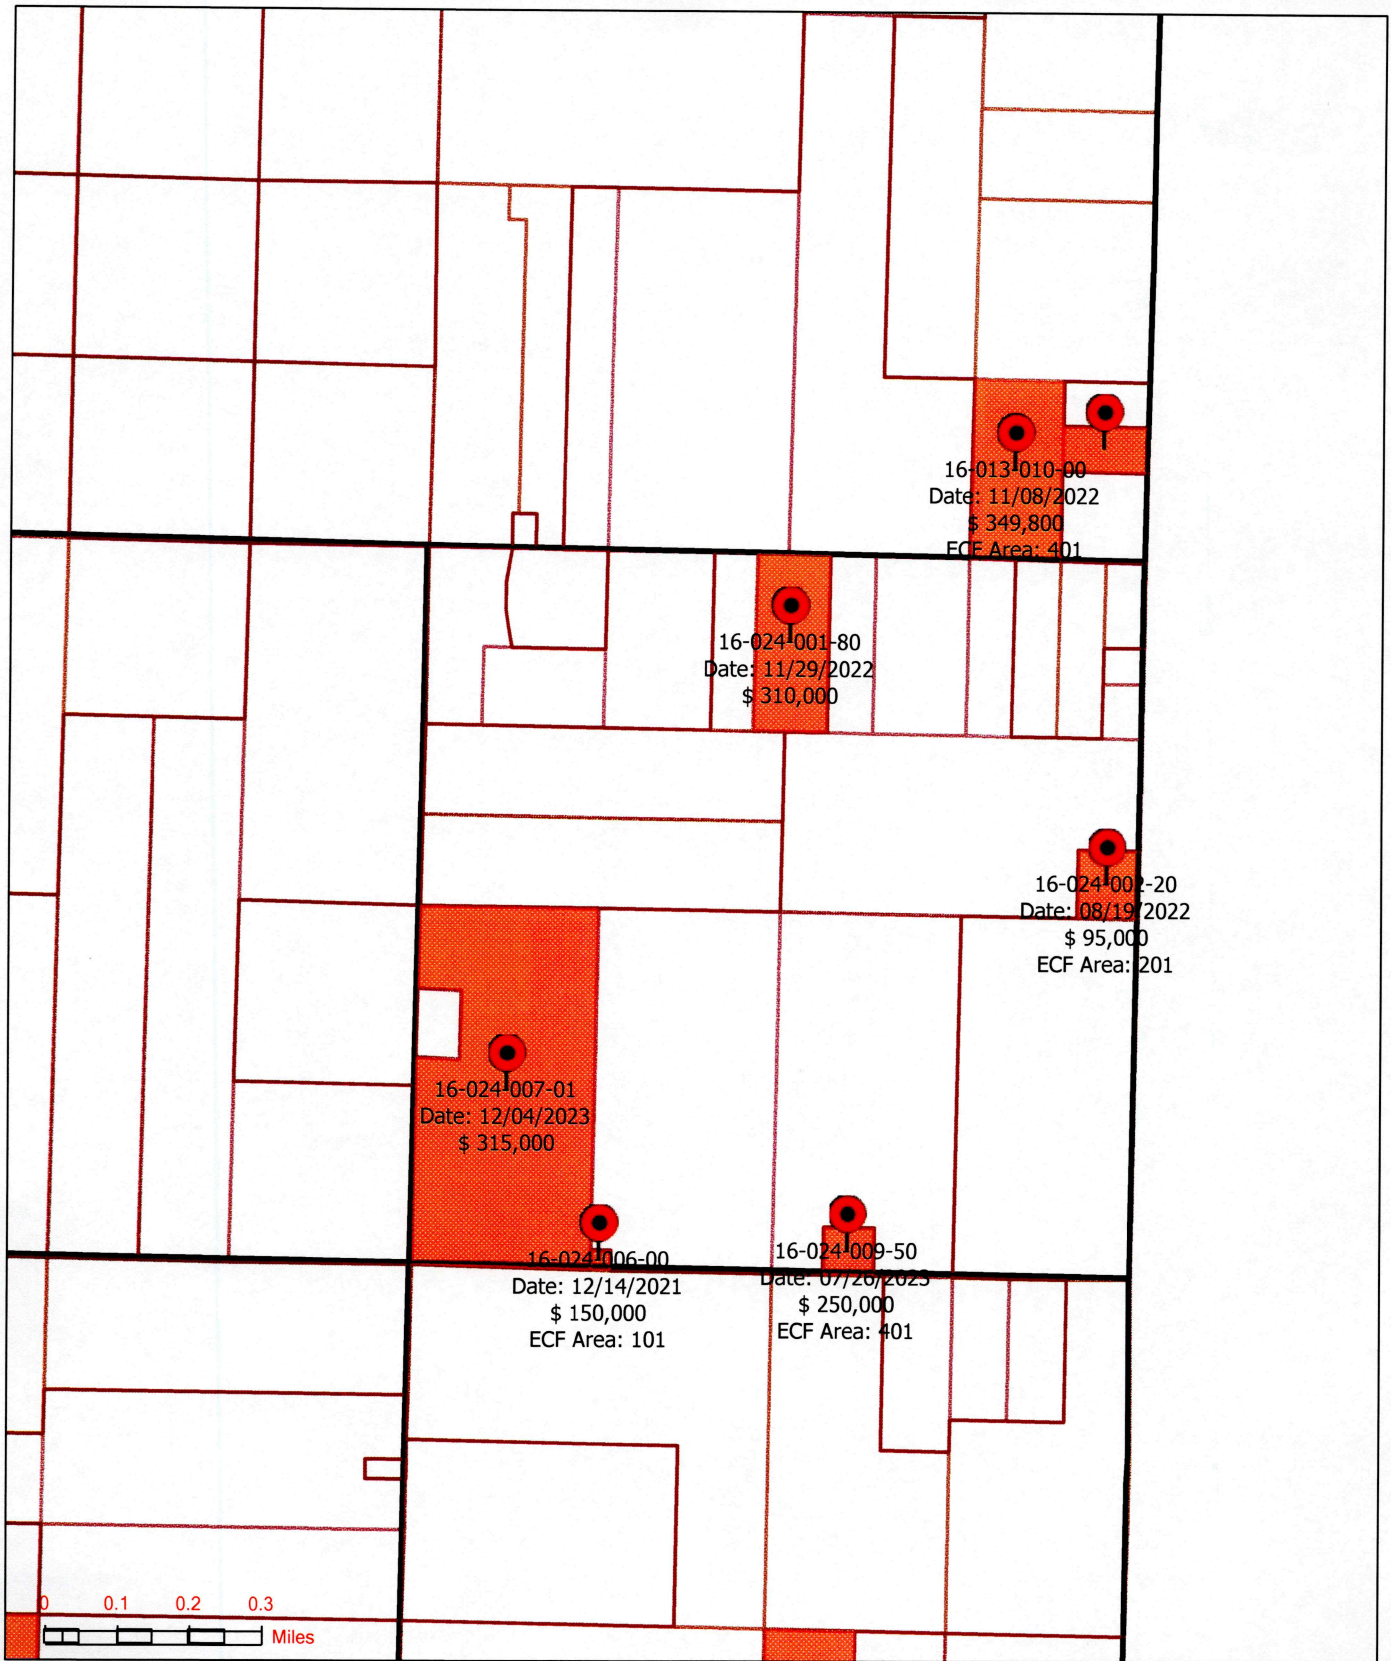 16-013-010-00
Date: 11/08/2022
$ 349,800
ECF Area: 401
16-024-001-80
Date: 11/29/2022
$ 310,000
16-024-002-20
Date: 08/19/2022
$ 95,000
ECF Area: 201
16-024-007-01
Date: 12/04/2023
$ 315,000
16-024-006-00
Date: 12/14/2021
$ 150,000
ECF Area: 101
16-024-009-50
Date: 07/26/2023
$ 250,000
ECF Area: 401
0 0.1 0.2 0.3
Miles